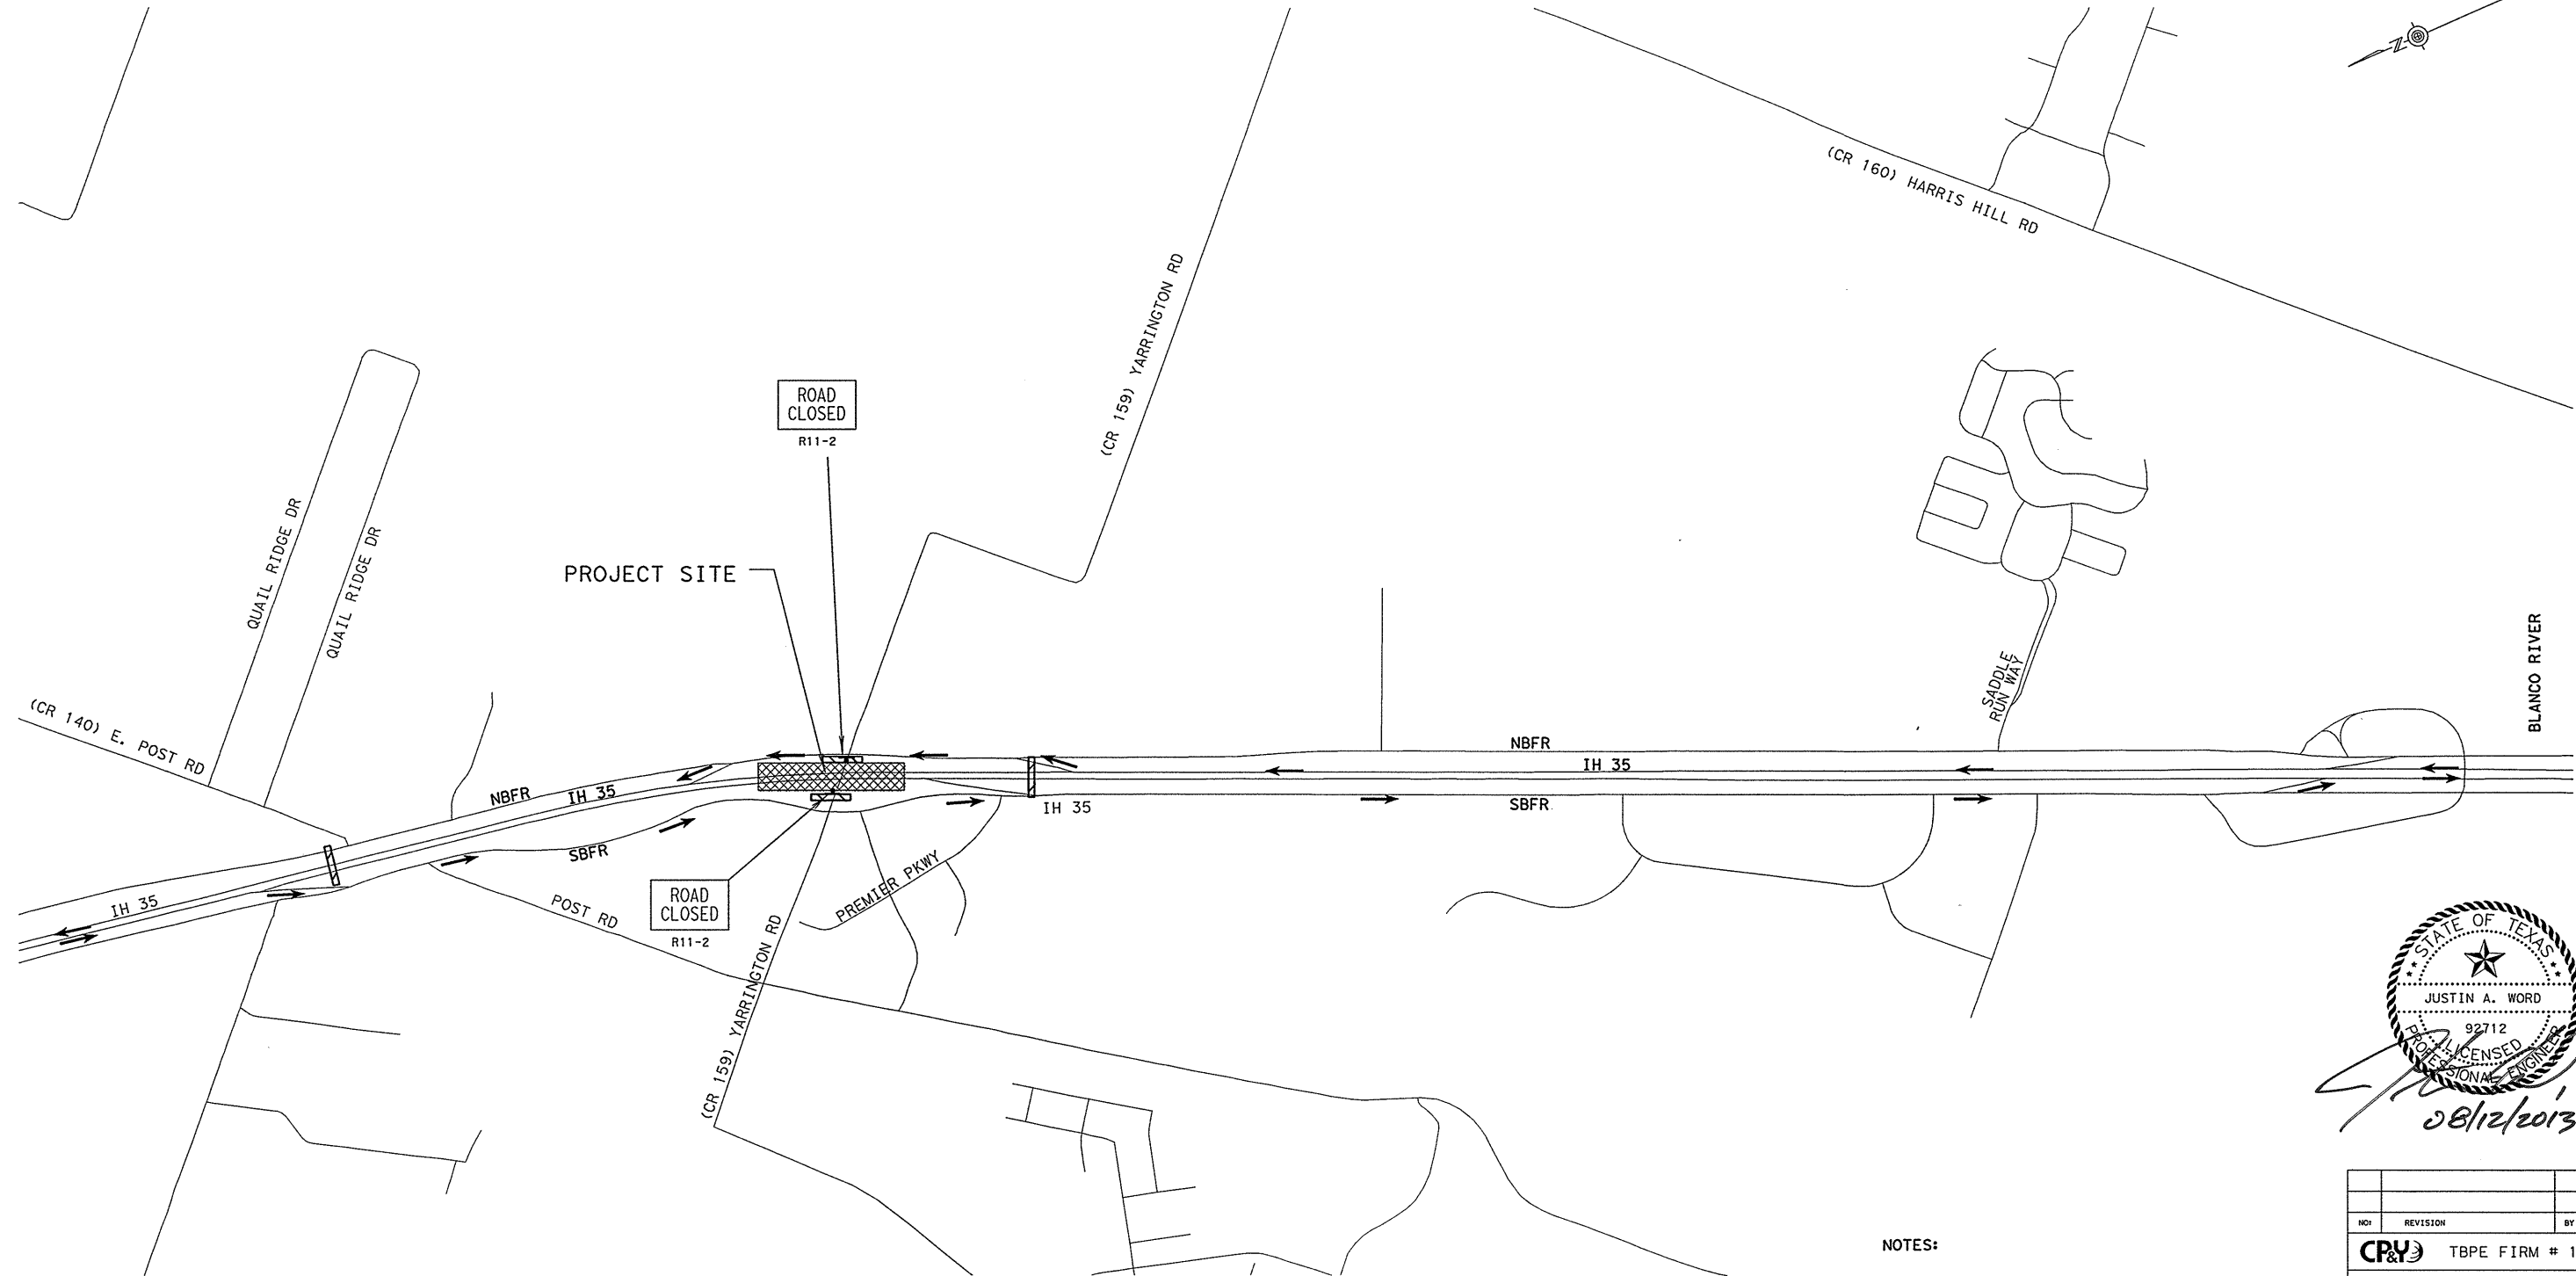 N
(CR 160) HARRIS HILL RD
(CR 159) YARRINGTON RD
ROAD
CLOSED
R11-2
PROJECT SITE
QUAIL RIDGE DR
QUAIL RIDGE DR
(CR 140) E. POST RD
SADDLE
RUN WAY
BLANCO RIVER
NBFR
IH 35
NBFR
IH 35
IH 35
SBFR
SBFR
IH 35
PREMIER PKWY
POST RD
ROAD
CLOSED
R11-2
(CR 159) YARRINGTON RD
STATE OF TEXAS
JUSTIN A. WORD
92712
LICENSED
PROFESSIONAL ENGINEER
08/12/2013
NO: REVISION BY
NOTES:
CP&Y TBPE FIRM # 1